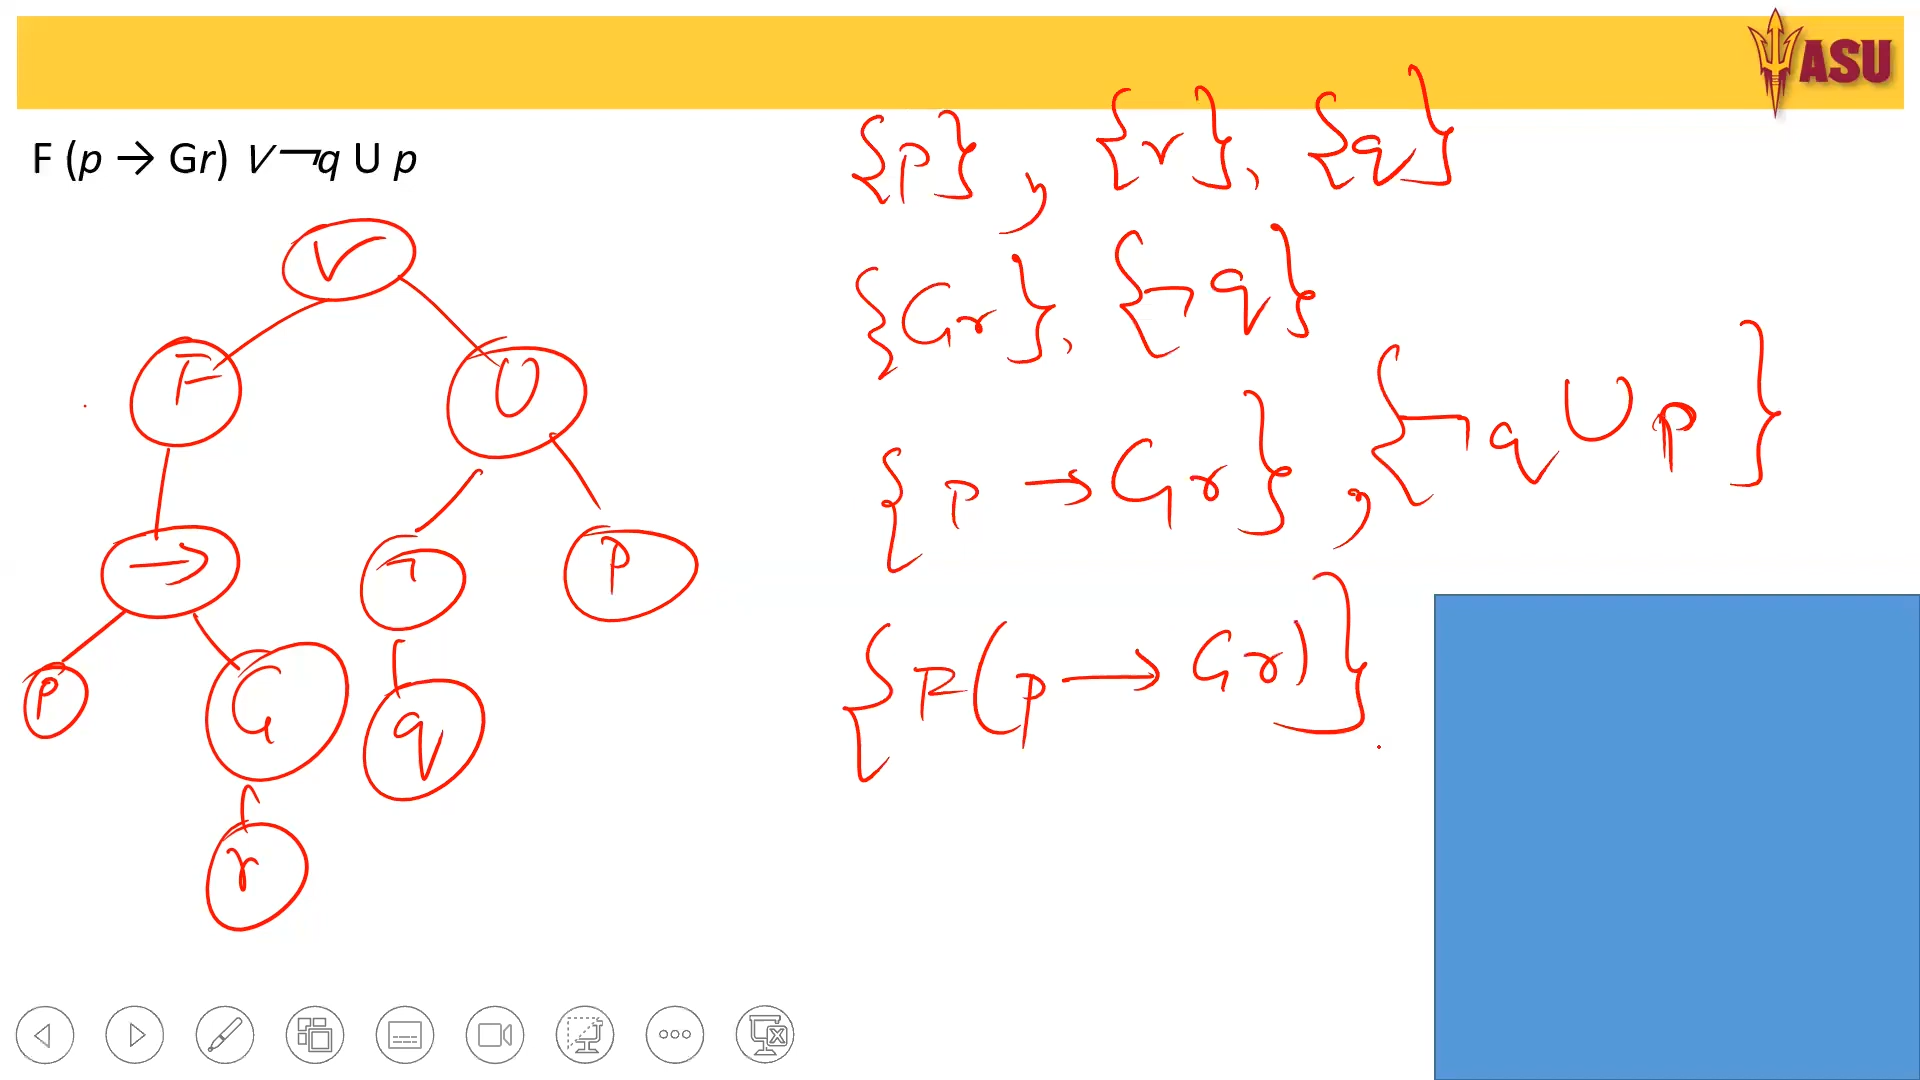 ASU
F (p → Gr) V¬q U p
{p}, {r}, {q}
{Gr}, {¬q}
{p → Gr}, {¬q U p}
{F(p → Gr)}
V
F U
→ ¬ P
P G q
r